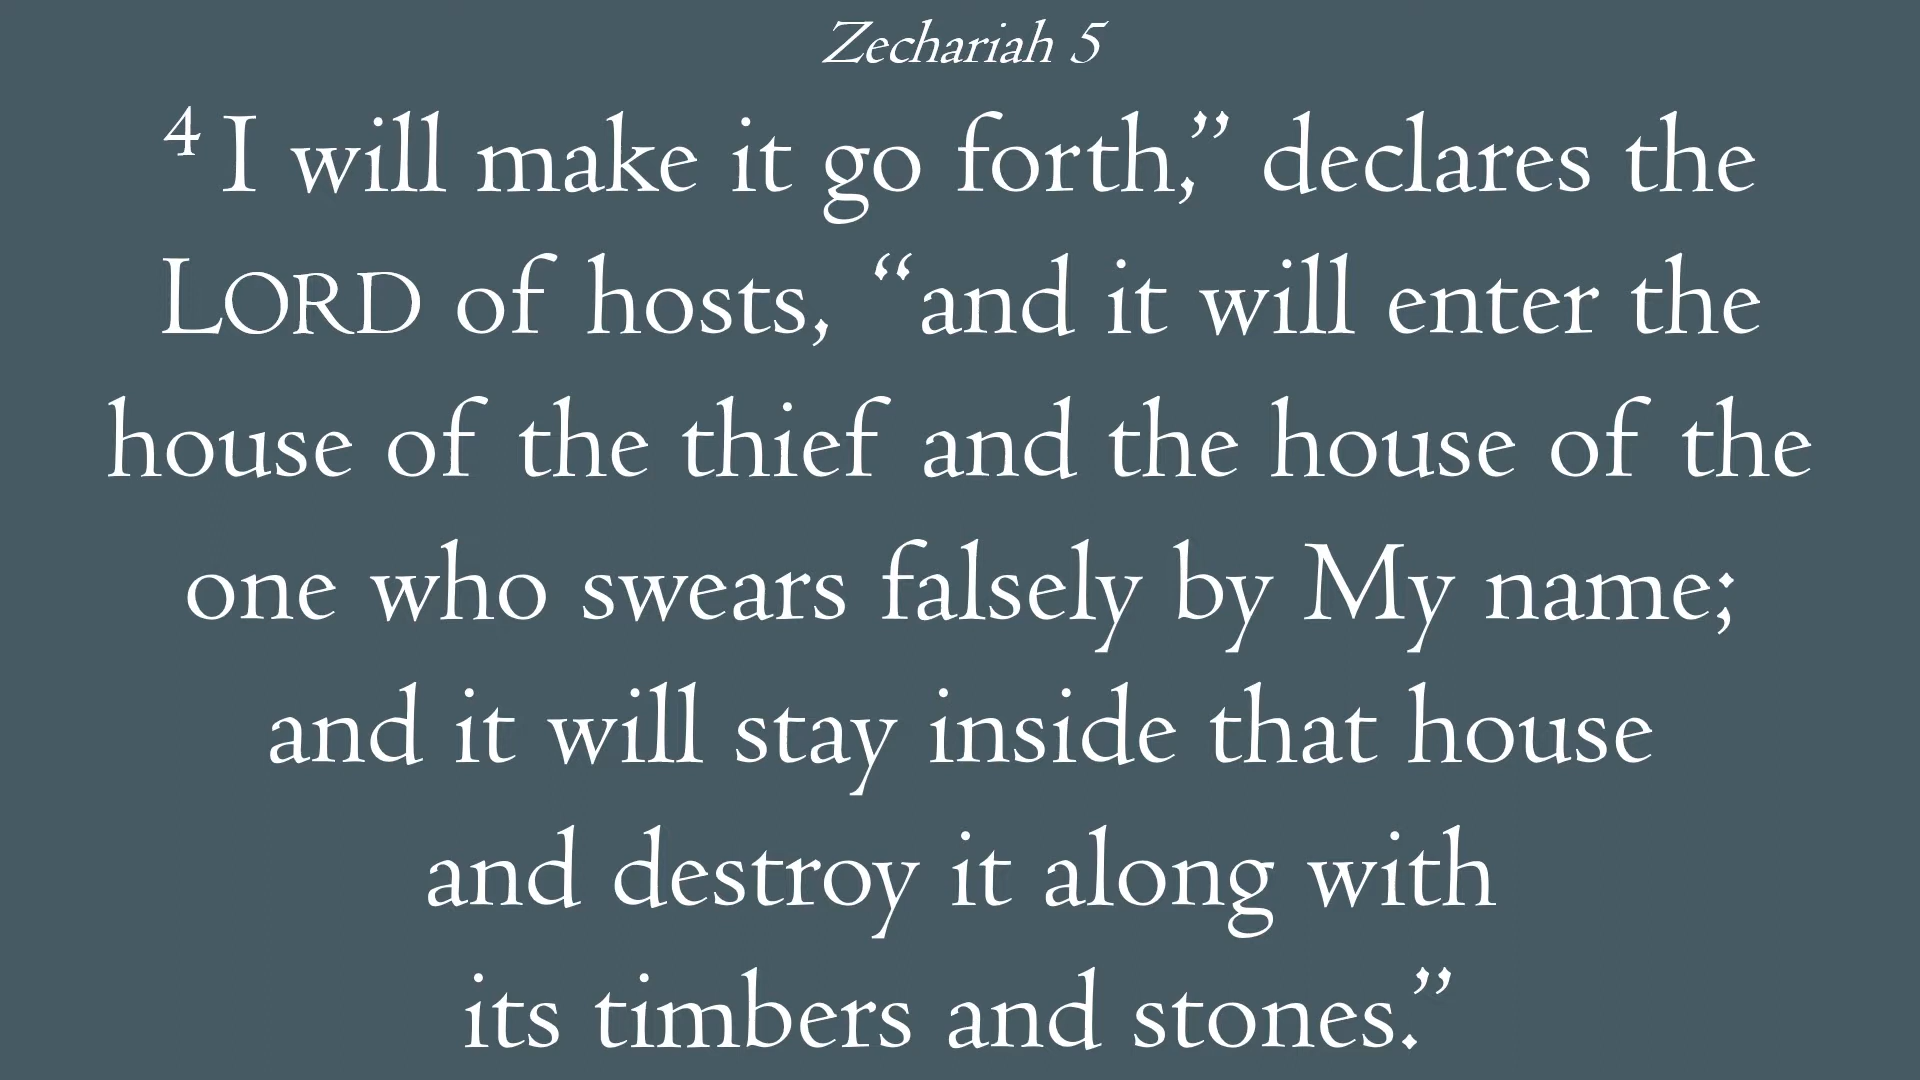 Zechariah 5
4 I will make it go forth,” declares the
LORD of hosts, “and it will enter the
house of the thief and the house of the
one who swears falsely by My name;
and it will stay inside that house
and destroy it along with
its timbers and stones.”